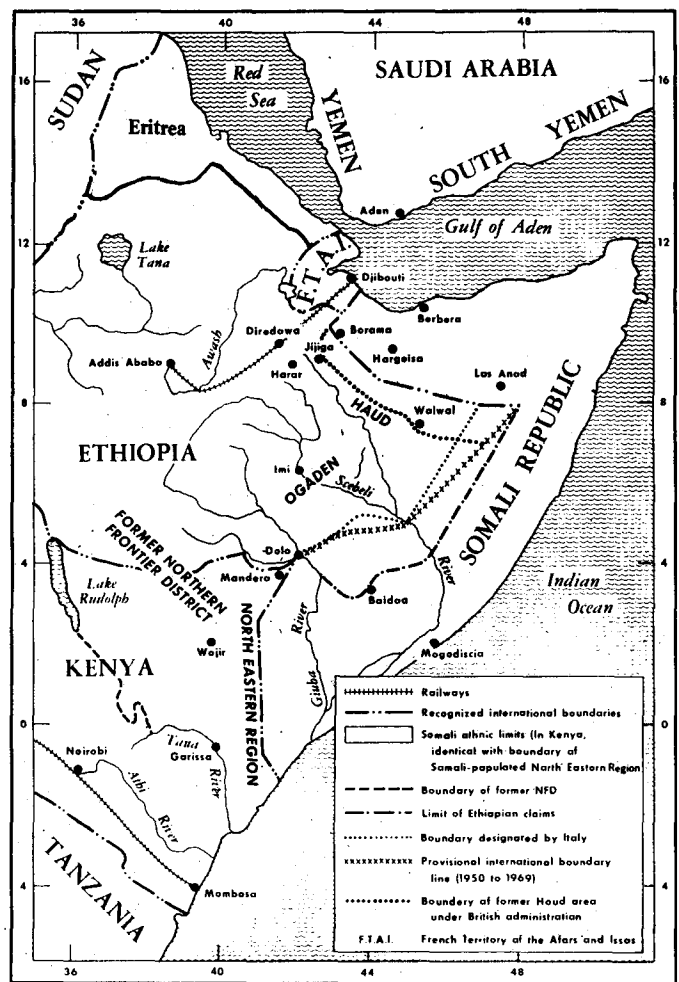 36
40
44
48
16
16
SUDAN
Red
Sea
SAUDI ARABIA
Eritrea
YEMEN
SOUTH YEMEN
Aden
Gulf of Aden
12
12
Lake
Tana
F.T.A.I.
Djibouti
Awash
Diredawa
Borama
Berbera
Addis Ababa
Jijiga
Harar
Hargeisa
Las Anod
8
8
HAUD
Walwal
ETHIOPIA
Imi
OGADEN
Scebeli
River
SOMALI REPUBLIC
FORMER NORTHERN
FRONTIER DISTRICT
Dolo
4
4
Lake
Rudolph
Mandera
Baidoa
Indian
Ocean
NORTH EASTERN REGION
River
Giuba
Wajir
Mogodiscia
KENYA
0
0
Nairobi
Tana
Garissa
River
Athi
River
4
4
Mombasa
TANZANIA
Railways
Recognized international boundaries
Somali ethnic limits (In Kenya,
identical with boundary of
Somali-populated North Eastern Region
Boundary of former NFD
Limit of Ethiopian claims
Boundary designated by Italy
Provisional international boundary
line (1950 to 1969)
Boundery of former Houd area
under British administration
F.T.A.I. French Territory of the Afars and Issas
36
40
44
48